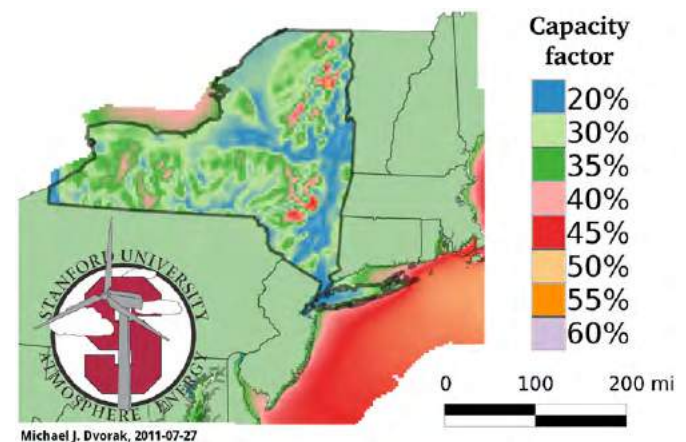 Capacity
factor
20%
30%
35%
40%
45%
50%
55%
60%
0 100 200 mi
STANFORD UNIVERSITY
S
ATMOSPHERE ENERGY
Michael J. Dvorak, 2011-07-27